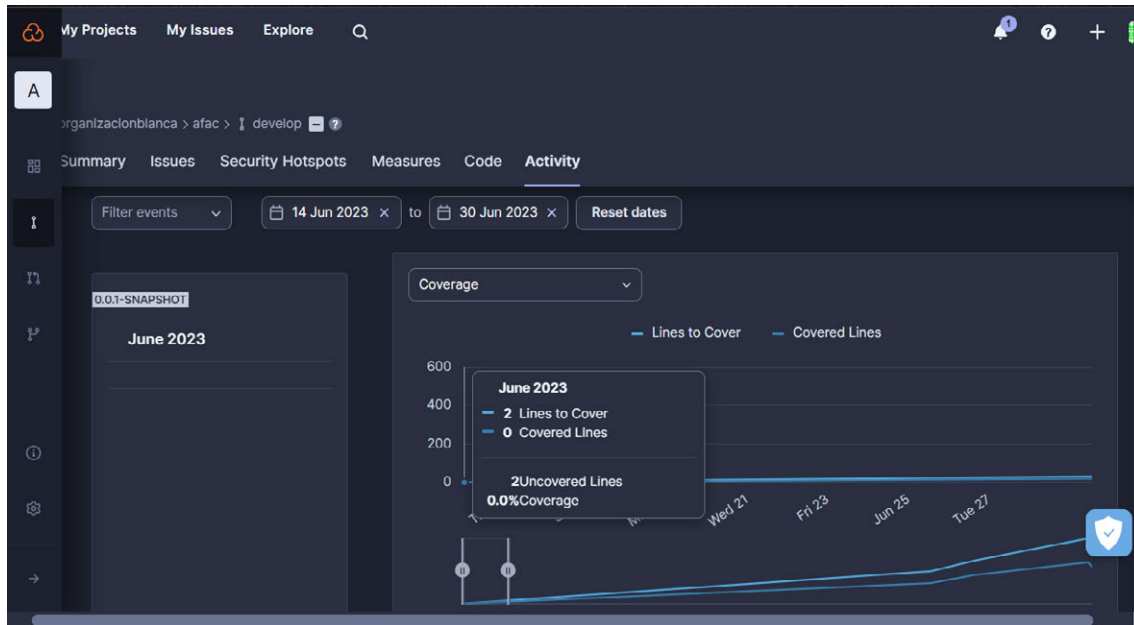 My Projects My Issues Explore
1
A
organizacionblanca > afac > develop
Summary Issues Security Hotspots Measures Code Activity
Filter events 14 Jun 2023 to 30 Jun 2023 Reset dates
Coverage
0.0.1-SNAPSHOT
June 2023
Lines to Cover Covered Lines
600
400
200
0
June 2023
2 Lines to Cover
0 Covered Lines
2Uncovered Lines
0.0%Coverage
Wed 21 Fri 23 Jun 25 Tue 27